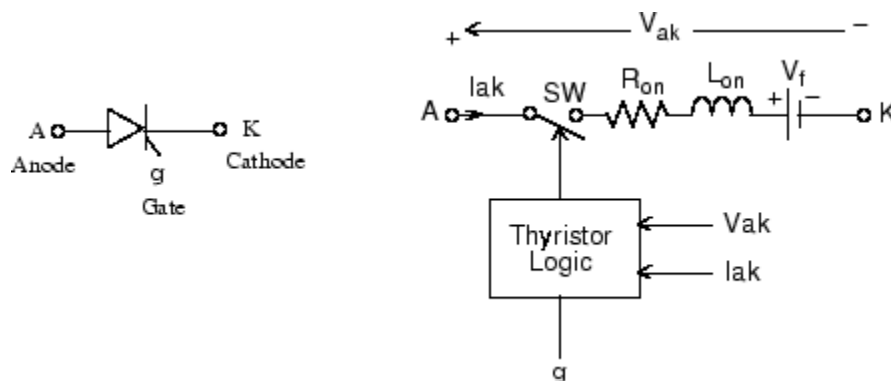 A
K
Anode
Cathode
g
Gate
+ Vak −
Iak
SW
Ron
Lon
Vf
A
+ −
K
Thyristor
Logic
Vak
Iak
g